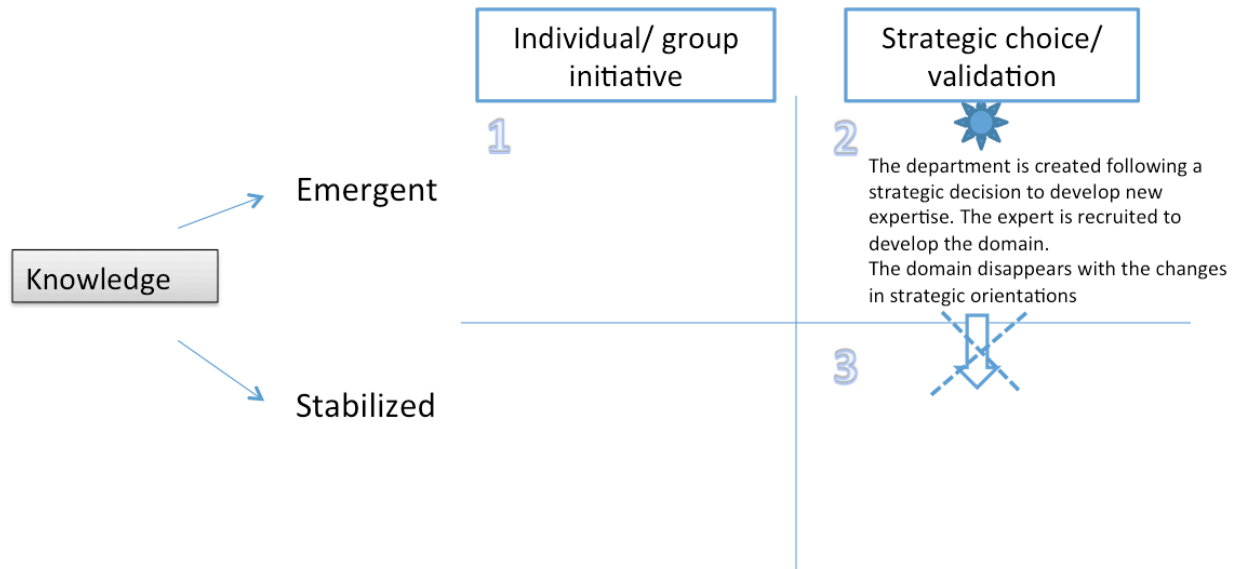 Individual/ group
initiative
Strategic choice/
validation
1
2
The department is created following a
strategic decision to develop new
expertise. The expert is recruited to
develop the domain.
The domain disappears with the changes
in strategic orientations
Emergent
Knowledge
3
Stabilized